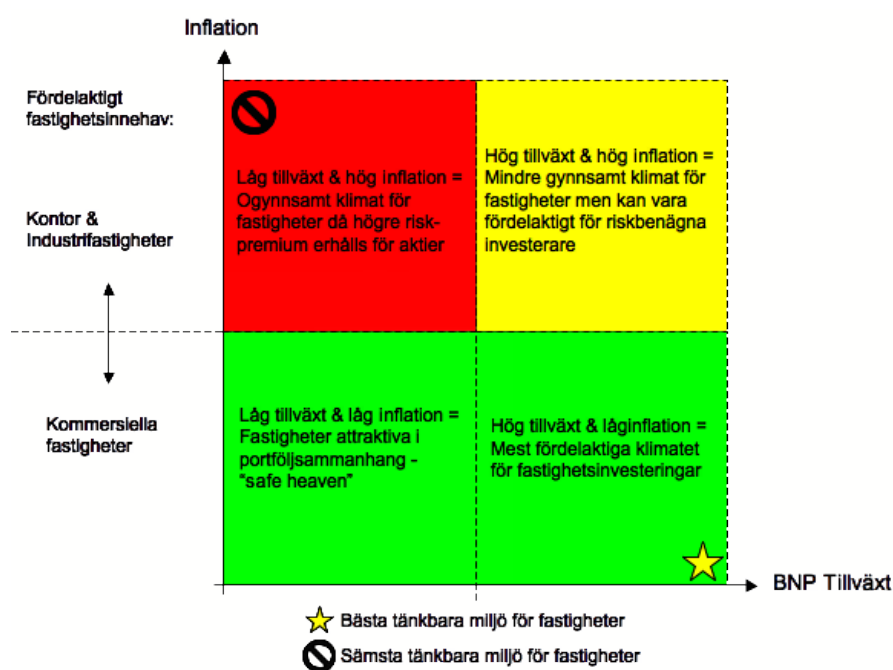 Inflation
Fördelaktigt
fastighetsinnehav:
Låg tillväxt & hög inflation =
Ogynnsamt klimat för
fastigheter då högre risk-
premium erhålls för aktier
Hög tillväxt & hög inflation =
Mindre gynnsamt klimat för
fastigheter men kan vara
fördelaktigt för riskbenägna
investerare
Kontor &
Industrifastigheter
Kommersiella
fastigheter
Låg tillväxt & låg inflation =
Fastigheter attraktiva i
portföljsammanhang -
“safe heaven”
Hög tillväxt & låginflation =
Mest fördelaktiga klimatet
för fastighetsinvesteringar
BNP Tillväxt
Bästa tänkbara miljö för fastigheter
Sämsta tänkbara miljö för fastigheter